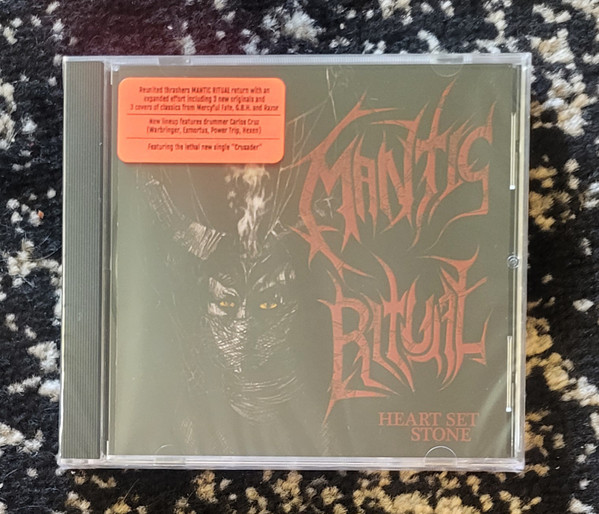 Reunited thrashers MANTIC RITUAL return with an
expanded effort including 3 new originals and
3 covers of classics from Mercyful Fate, G.B.H. and Razor
New lineup features drummer Carlos Cruz
(Warbringer, Exmortus, Power Trip, Hexen)
Featuring the lethal new single "Crusader"
MANTIC
RITUAL
HEART SET
STONE